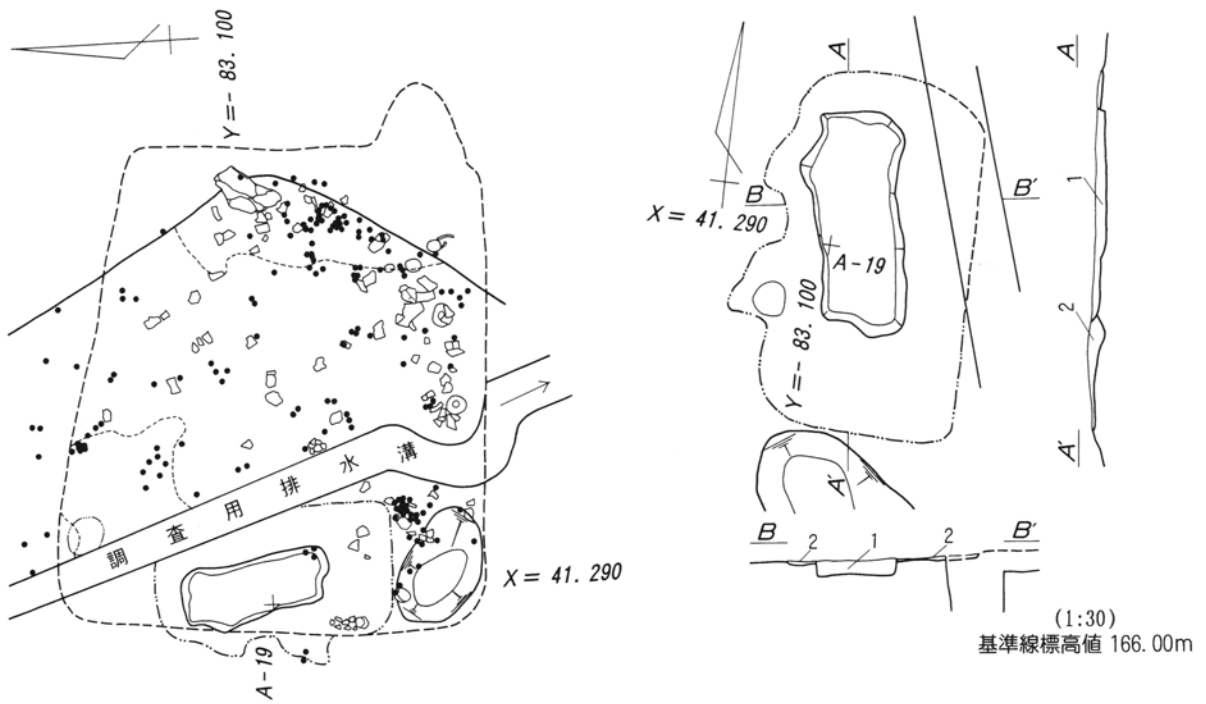 Y=- 83. 100
調査用排水溝
X= 41. 290
A-19
A
B
B'
X= 41. 290
A-19
Y=- 83. 100
A'
A
1
2
A'
B
B'
2
1
2
(1:30)
基準線標高値 166. 00m